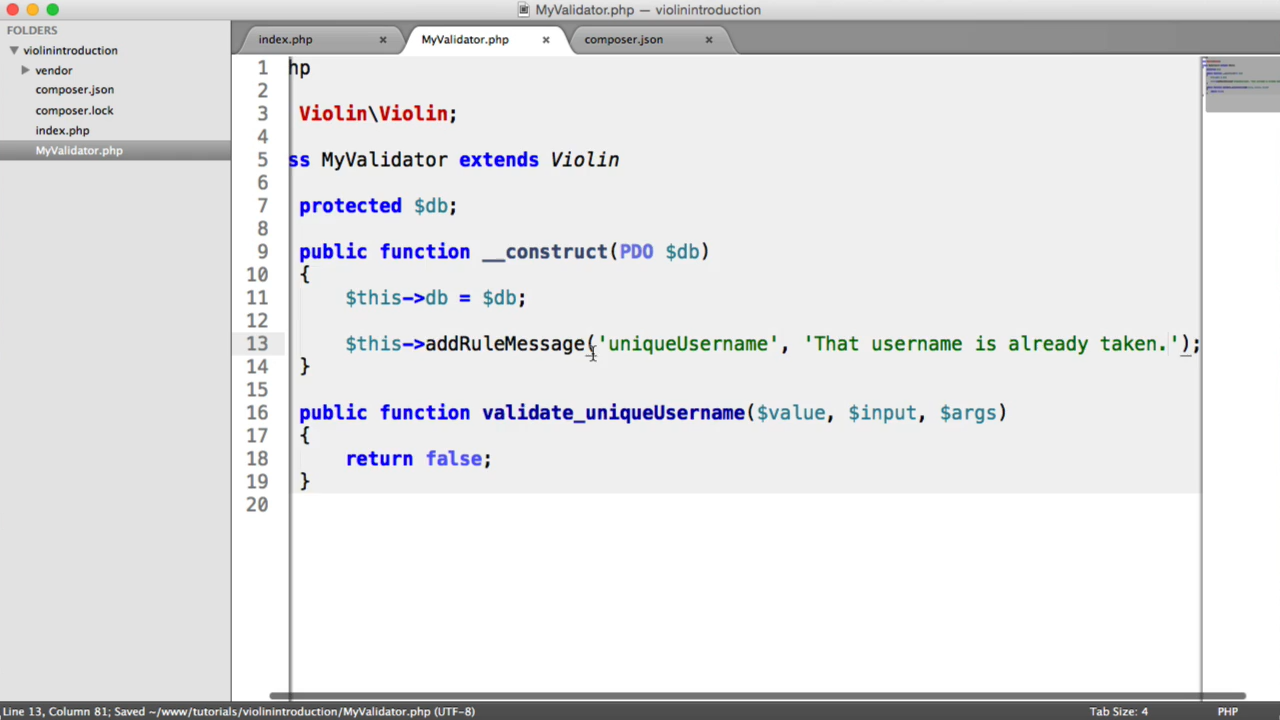 MyValidator.php — violinintroduction
FOLDERS
violinintroduction
vendor
composer.json
composer.lock
index.php
MyValidator.php
index.php × MyValidator.php × composer.json ×
1 hp
2
3 Violin\Violin;
4
5 ss MyValidator extends Violin
6
7 protected $db;
8
9 public function __construct(PDO $db)
10 {
11 $this->db = $db;
12
13 $this->addRuleMessage('uniqueUsername', 'That username is already taken.');
14 }
15
16 public function validate_uniqueUsername($value, $input, $args)
17 {
18 return false;
19 }
20
Line 13, Column 81; Saved ~/www/tutorials/violinintroduction/MyValidator.php (UTF-8) Tab Size: 4 PHP